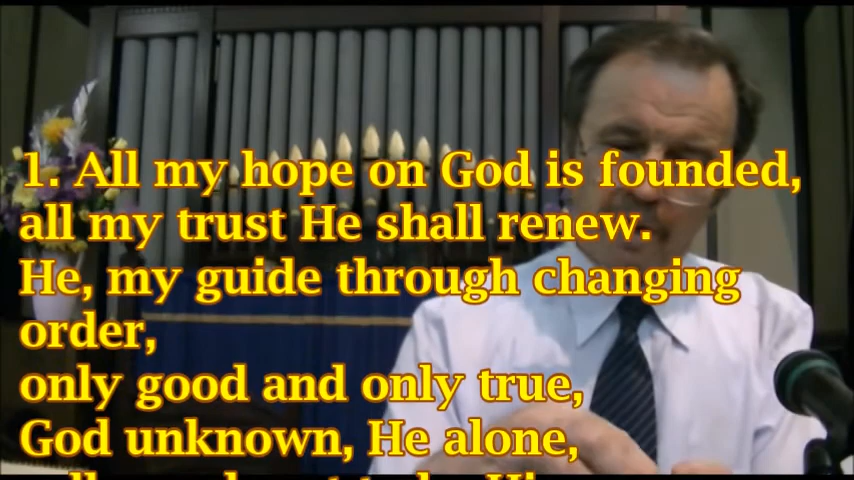 1. All my hope on God is founded,
all my trust He shall renew.
He, my guide through changing
order,
only good and only true,
God unknown, He alone,